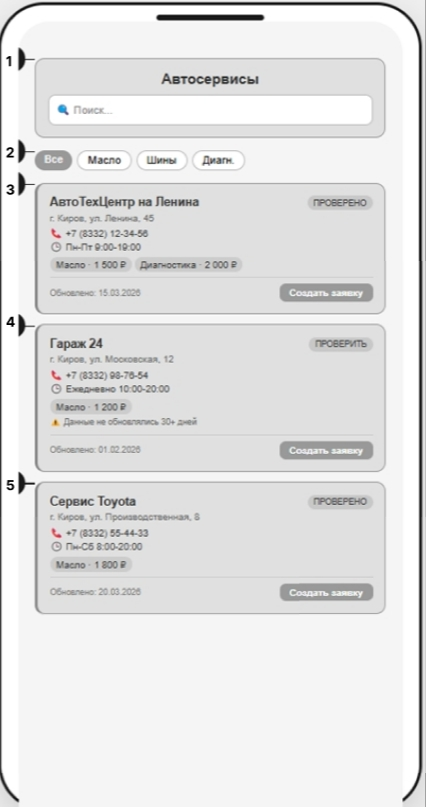 1
Автосервисы
Поиск...
2
Все Масло Шины Диагн.
3
АвтоТехЦентр на Ленина ПРОВЕРЕНО
г. Киров, ул. Ленина, 45
+7 (8332) 12-34-56
Пн-Пт 9:00-19:00
Масло · 1 500 ₽ Диагностика · 2 000 ₽
Обновлено: 15.03.2026 Создать заявку
4
Гараж 24 ПРОВЕРИТЬ
г. Киров, ул. Московская, 12
+7 (8332) 98-76-54
Ежедневно 10:00-20:00
Масло · 1 200 ₽
Данные не обновлялись 30+ дней
Обновлено: 01.02.2026 Создать заявку
5
Сервис Toyota ПРОВЕРЕНО
г. Киров, ул. Производственная, 8
+7 (8332) 55-44-33
Пн-Сб 8:00-20:00
Масло · 1 800 ₽
Обновлено: 20.03.2026 Создать заявку